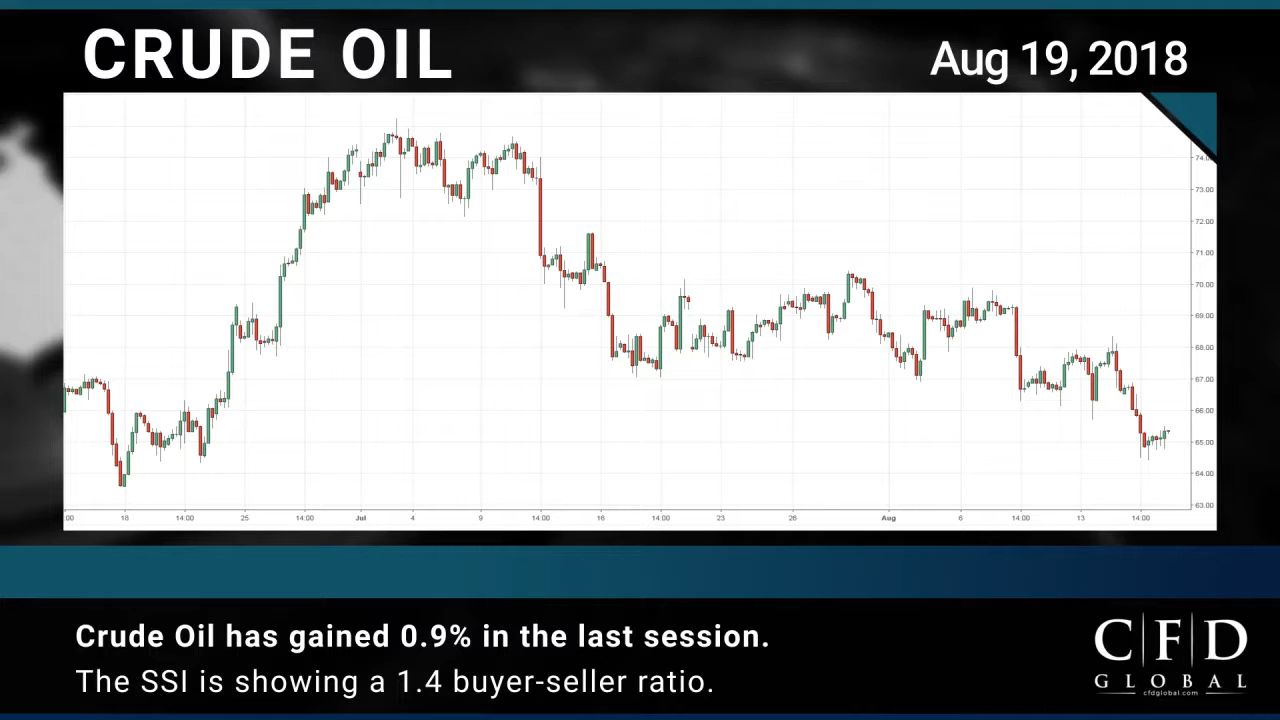 CRUDE OIL
Aug 19, 2018
74.00
73.00
72.00
71.00
70.00
69.00
68.00
67.00
66.00
65.00
64.00
63.00
:00 18 14:00 25 14:00 Jul 4 9 14:00 16 14:00 23 26 Aug 6 14:00 13 14:00
Crude Oil has gained 0.9% in the last session.
The SSI is showing a 1.4 buyer-seller ratio.
CFD
GLOBAL
cfdglobal.com